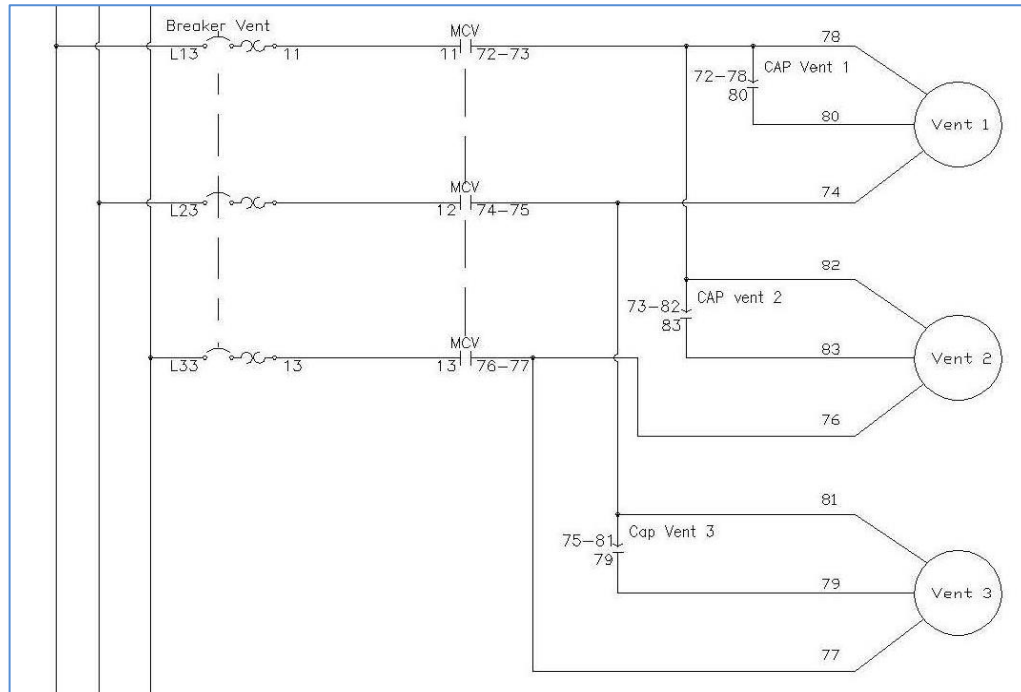 Breaker Vent
MCV
L13 11 11 72-73 78
CAP Vent 1
72-78
80 80
Vent 1
MCV
L23 12 74-75 74
82
CAP vent 2
73-82
83 83
Vent 2
MCV
L33 13 13 76-77
76
81
Cap Vent 3
75-81
79 79
Vent 3
77